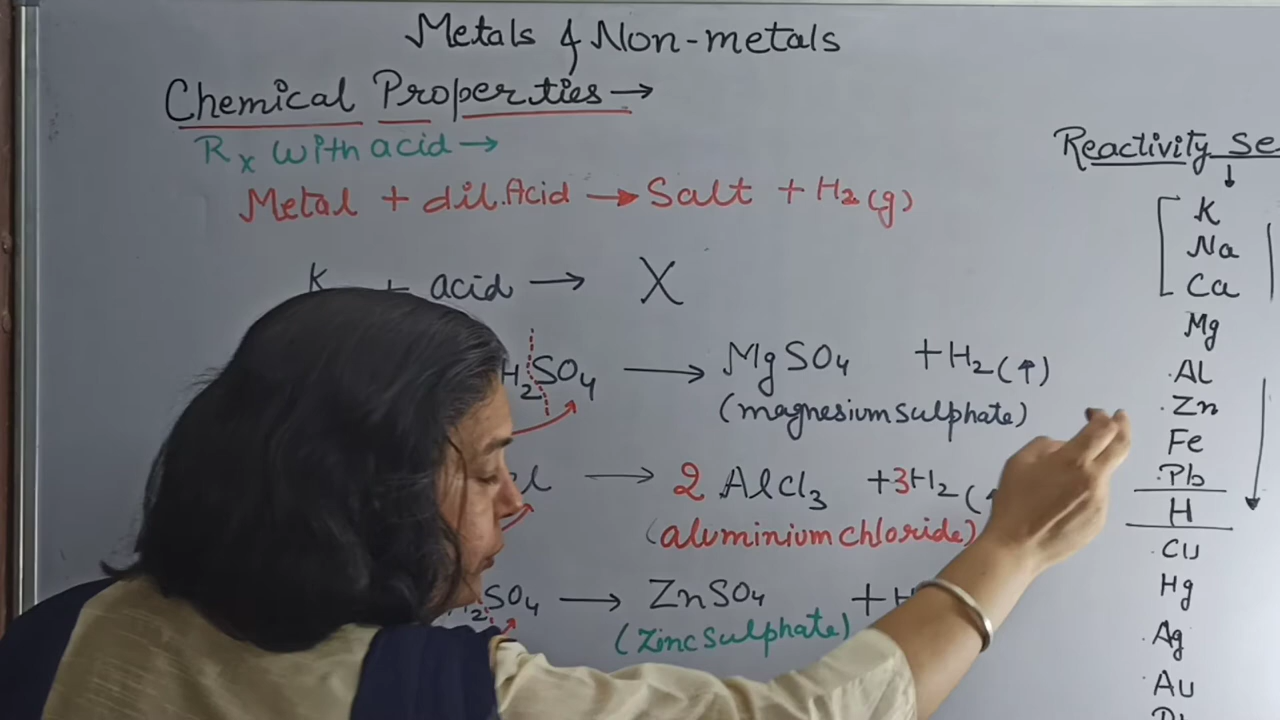 Metals & Non-metals
Chemical Properties →
Rx with acid →
Metal + dil. Acid → Salt + H2(g)
K + acid → X
H2SO4 → MgSO4 + H2(↑)
(magnesium sulphate)
→ 2 AlCl3 + 3H2(
(aluminium chloride)
H2SO4 → ZnSO4 + H
(Zinc sulphate)
Reactivity Se
↓
K
Na
Ca
Mg
Al
Zn
Fe
Pb
H
Cu
Hg
Ag
Au